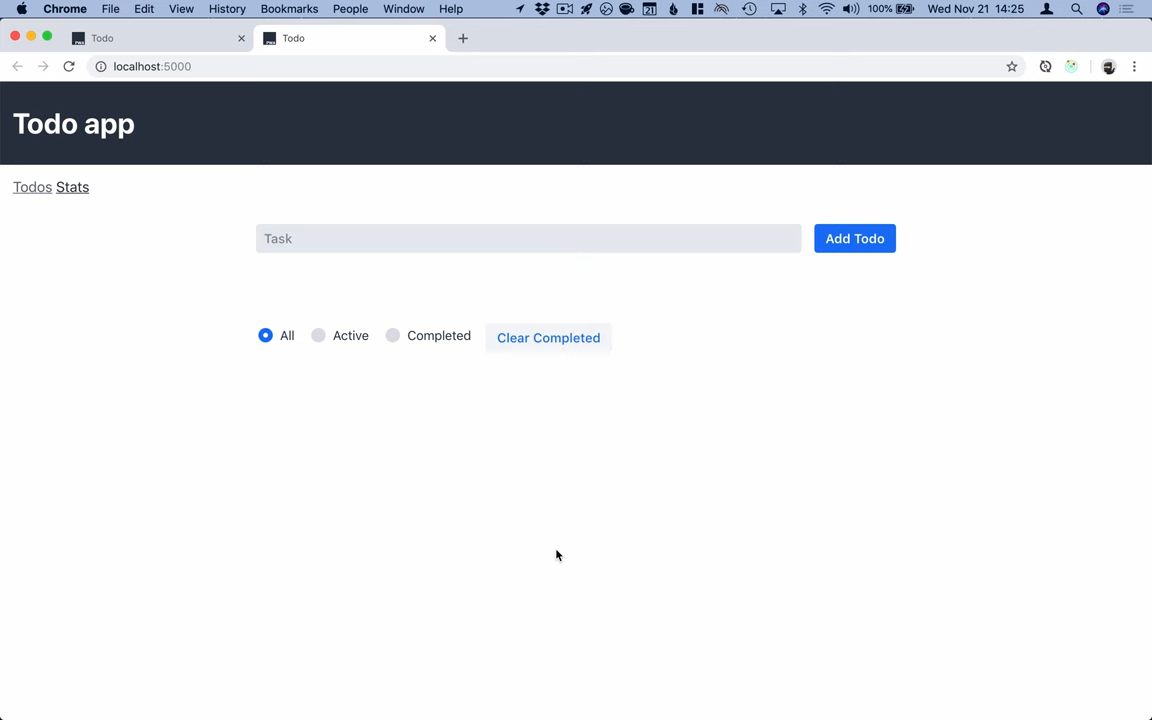 Chrome File Edit View History Bookmarks People Window Help 21 100% Wed Nov 21 14:25
Todo Todo
localhost:5000
Todo app
Todos Stats
Task Add Todo
All Active Completed Clear Completed